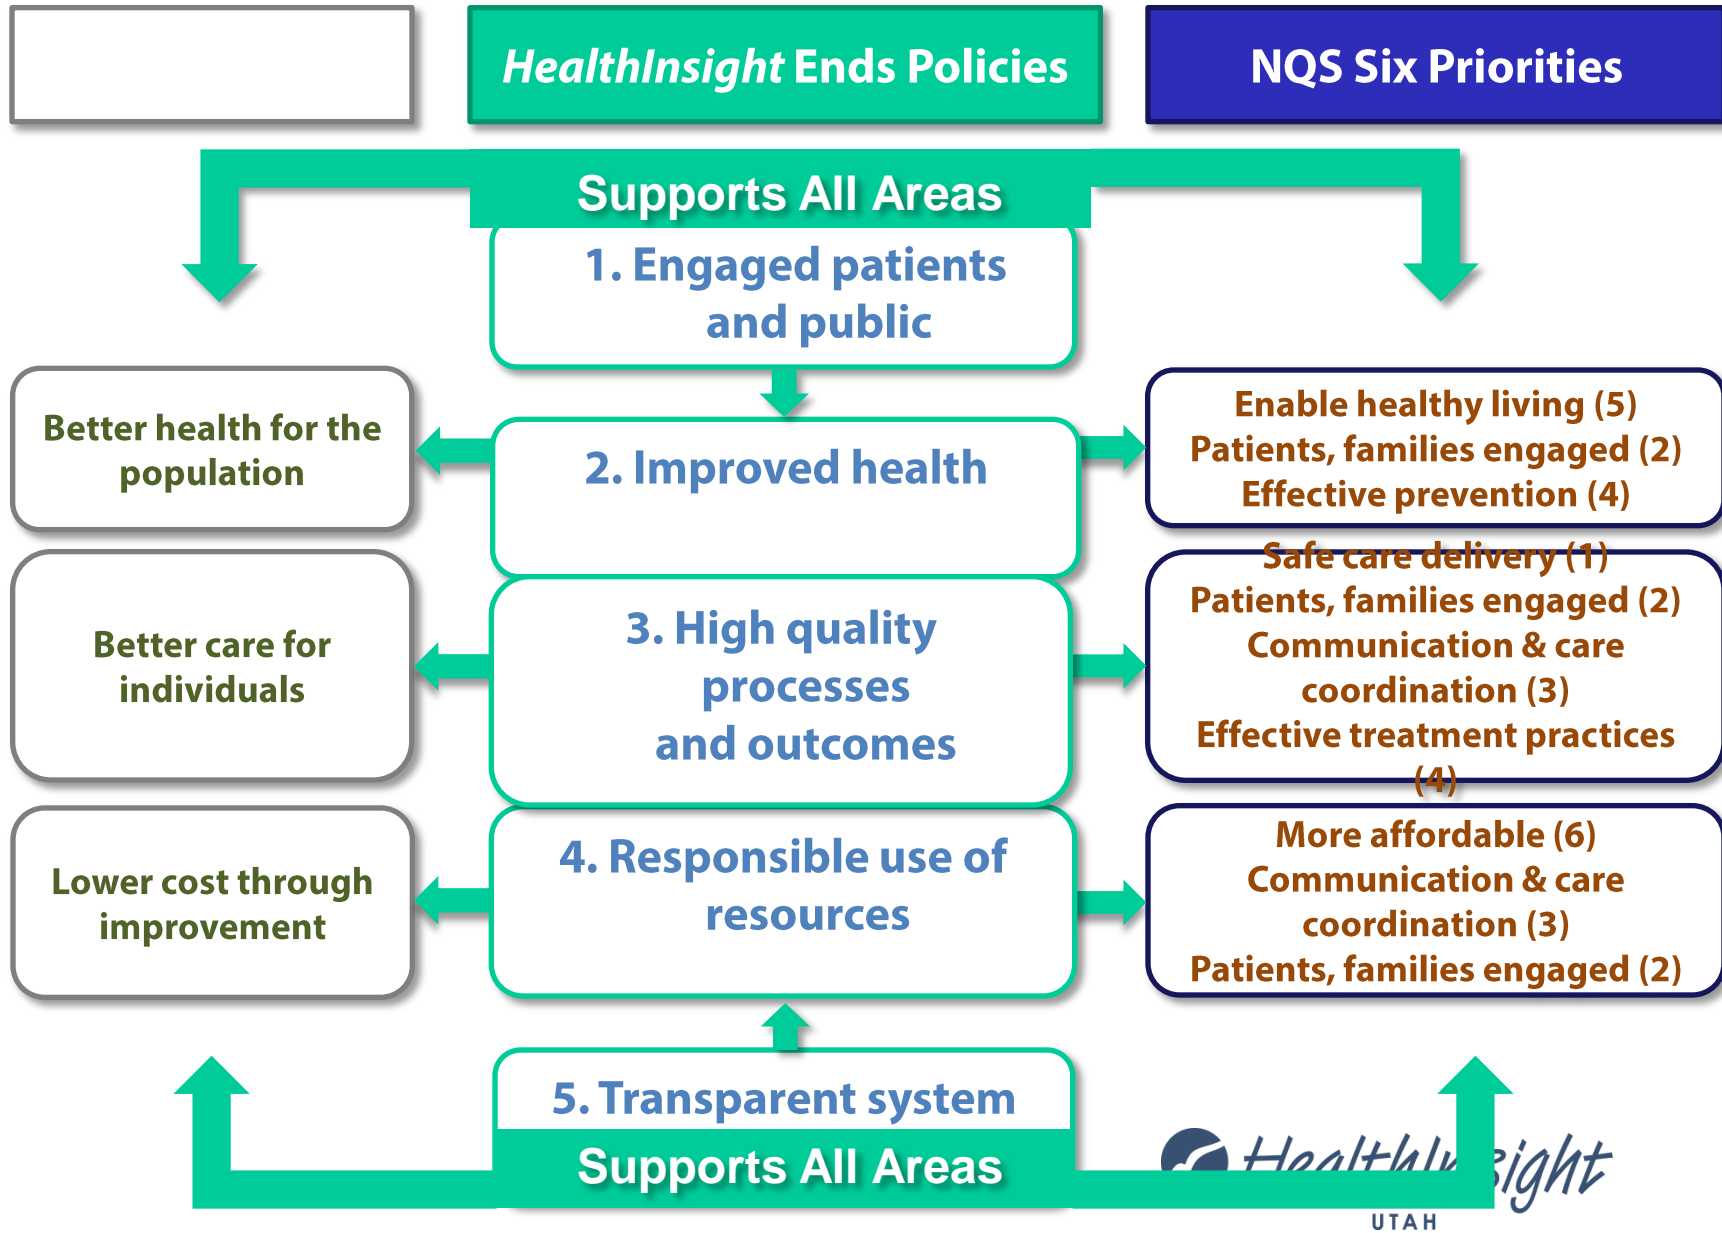 HealthInsight Ends Policies
NQS Six Priorities
Supports All Areas
1. Engaged patients
and public
Better health for the
population
2. Improved health
Enable healthy living (5)
Patients, families engaged (2)
Effective prevention (4)
Better care for
individuals
3. High quality
processes
and outcomes
Safe care delivery (1)
Patients, families engaged (2)
Communication & care
coordination (3)
Effective treatment practices
(4)
Lower cost through
improvement
4. Responsible use of
resources
More affordable (6)
Communication & care
coordination (3)
Patients, families engaged (2)
5. Transparent system
Supports All Areas
HealthInsight
UTAH